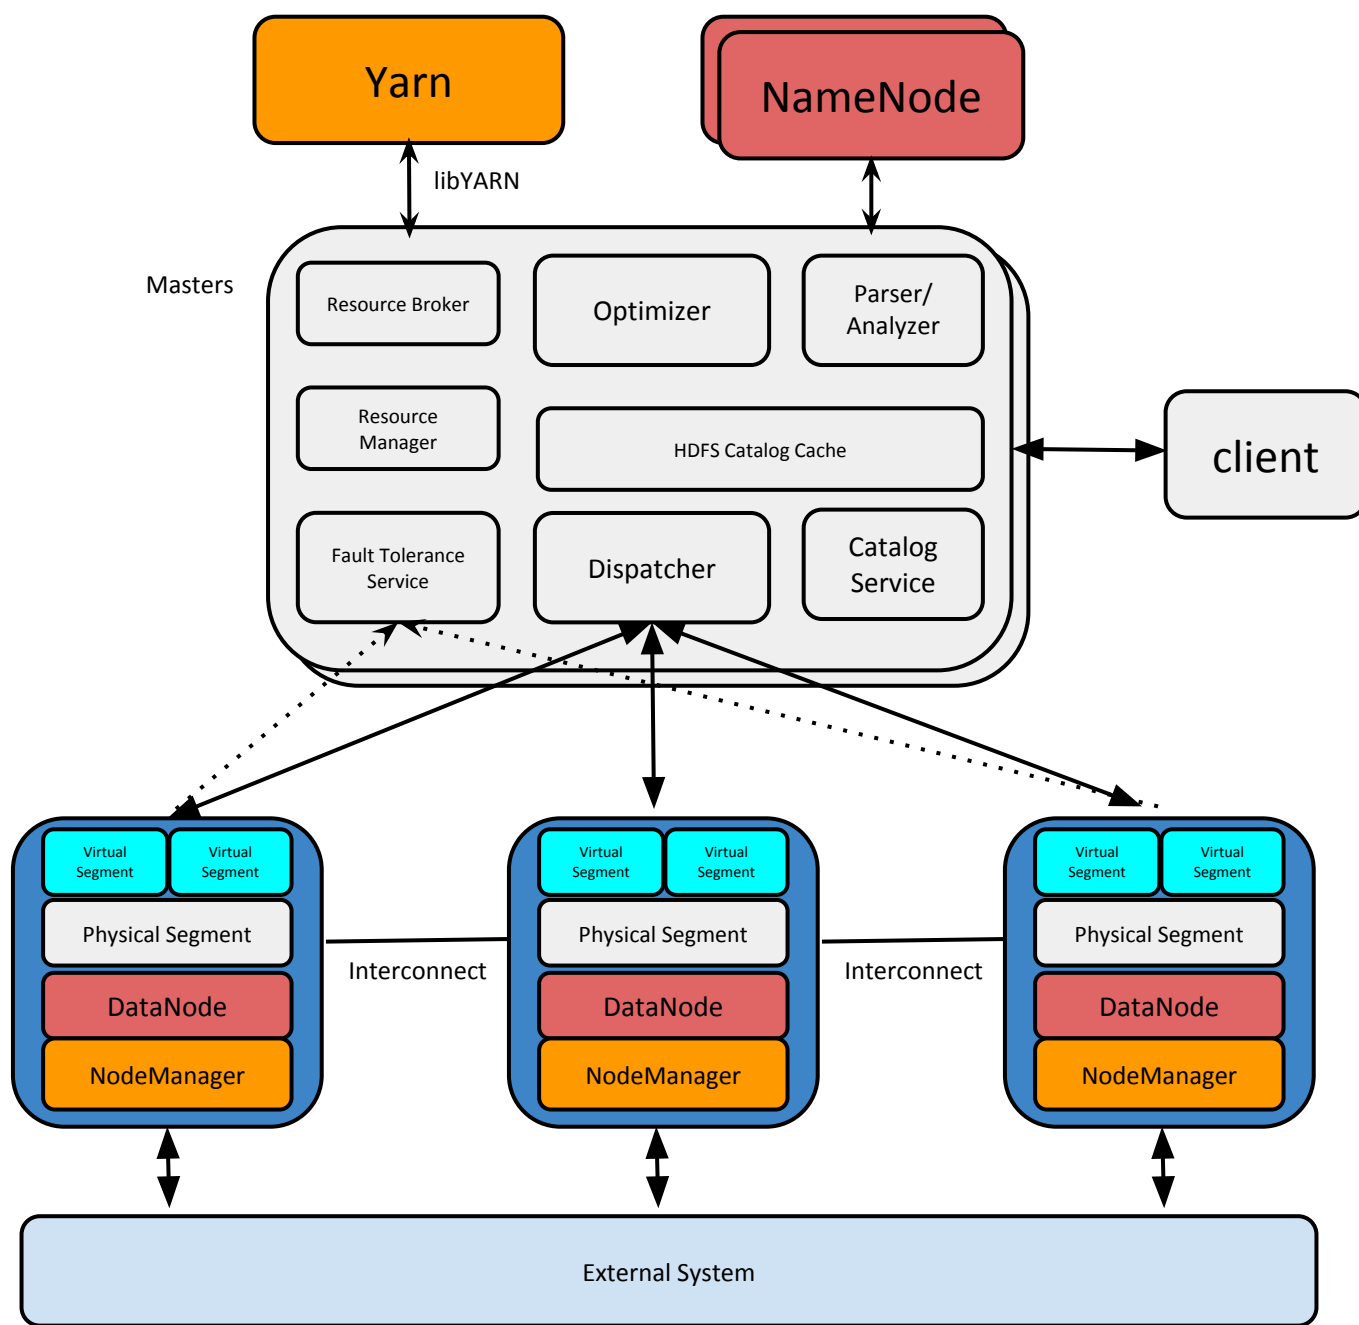 Yarn
NameNode
libYARN
Masters
Resource Broker
Optimizer
Parser/
Analyzer
Resource
Manager
HDFS Catalog Cache
client
Fault Tolerance
Service
Dispatcher
Catalog
Service
Virtual
Segment
Virtual
Segment
Physical Segment
DataNode
NodeManager
Interconnect
Virtual
Segment
Virtual
Segment
Physical Segment
DataNode
NodeManager
Interconnect
Virtual
Segment
Virtual
Segment
Physical Segment
DataNode
NodeManager
External System